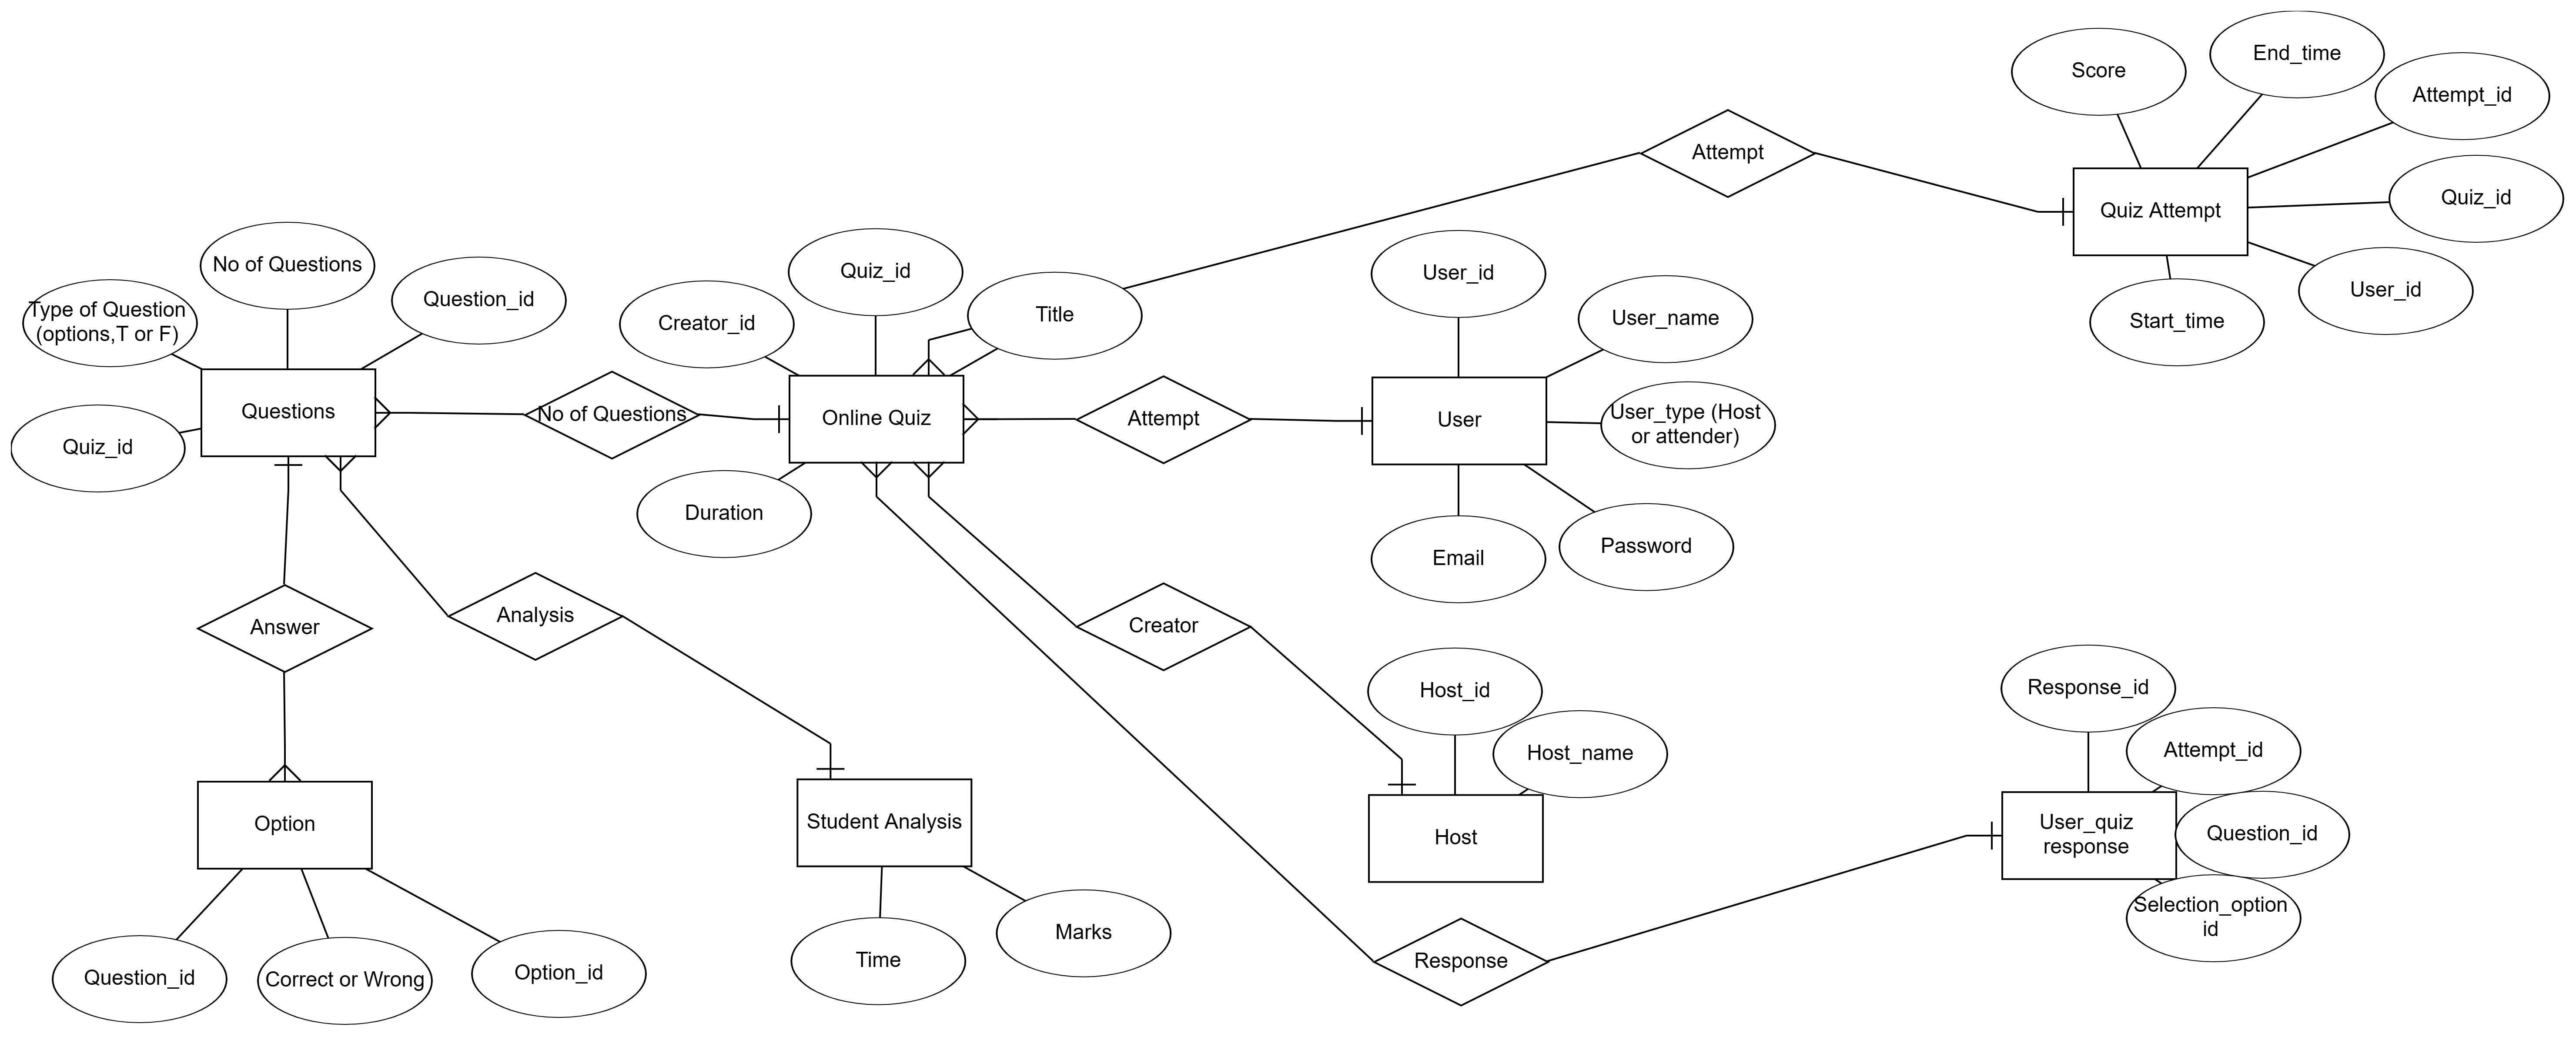 Score
End_time
Attempt_id
Attempt
Quiz Attempt
Quiz_id
User_id
Start_time
No of Questions
Question_id
Type of Question
(options,T or F)
Quiz_id
Questions
No of Questions
Creator_id
Quiz_id
Title
Online Quiz
Duration
Attempt
User_id
User_name
User
User_type (Host
or attender)
Email
Password
Answer
Analysis
Creator
Host_id
Host_name
Host
Response_id
Attempt_id
User_quiz
response
Question_id
Selection_option
id
Option
Student Analysis
Question_id
Correct or Wrong
Option_id
Time
Marks
Response